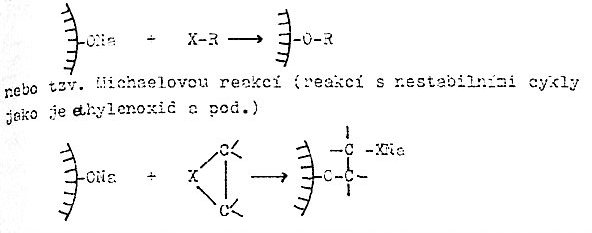 -ONa + X-R → -O-R
nebo tzv. Michaelovou reakcí (reakcí s nestabilními cykly
jako je ethylenoxid a pod.)
C
-C-XNa
-ONa + X → -O-C-
C